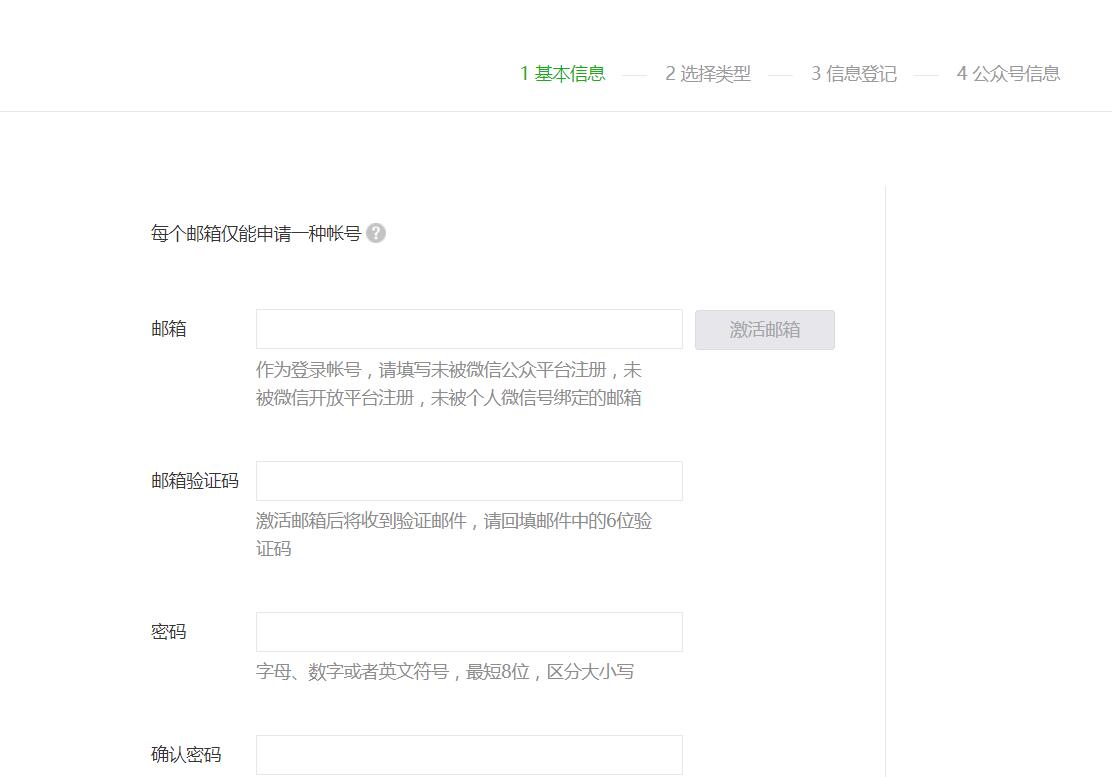 1 基本信息 2 选择类型 3 信息登记 4 公众号信息
每个邮箱仅能申请一种帐号 ?
邮箱
激活邮箱
作为登录帐号，请填写未被微信公众平台注册，未
被微信开放平台注册，未被个人微信号绑定的邮箱
邮箱验证码
激活邮箱后将收到验证邮件，请回填邮件中的6位验
证码
密码
字母、数字或者英文符号，最短8位，区分大小写
确认密码